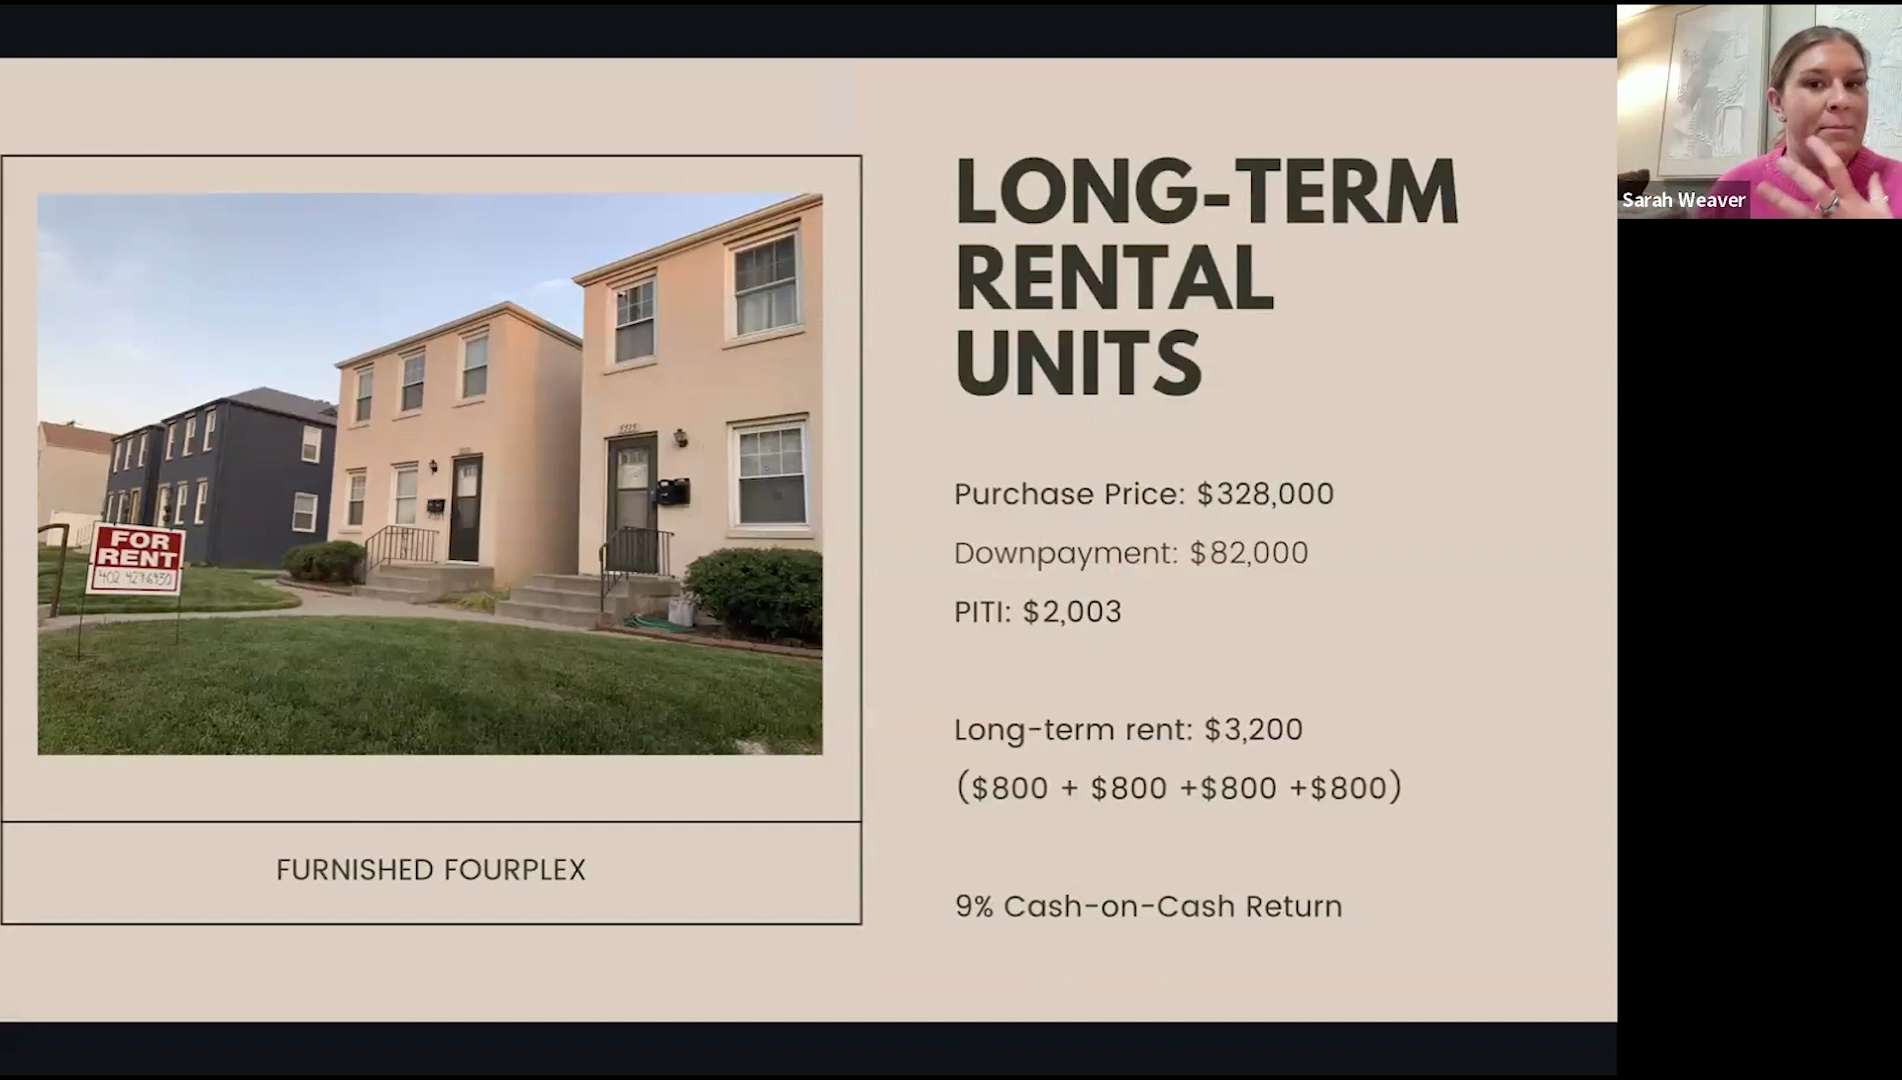 LONG-TERM
RENTAL
UNITS
Purchase Price: $328,000
Downpayment: $82,000
PITI: $2,003
Long-term rent: $3,200
($800 + $800 +$800 +$800)
9% Cash-on-Cash Return
FOR
RENT
FURNISHED FOURPLEX
Sarah Weaver